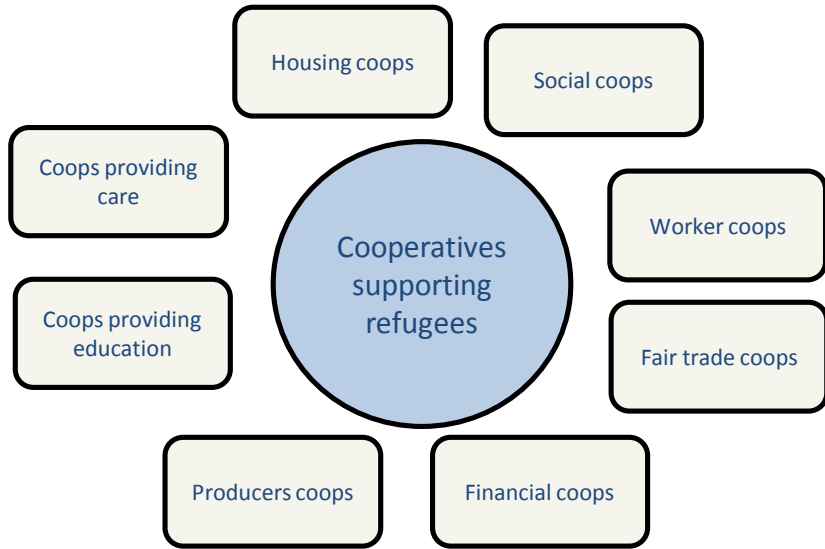 Housing coops
Social coops
Coops providing
care
Cooperatives
supporting
refugees
Worker coops
Coops providing
education
Fair trade coops
Producers coops
Financial coops